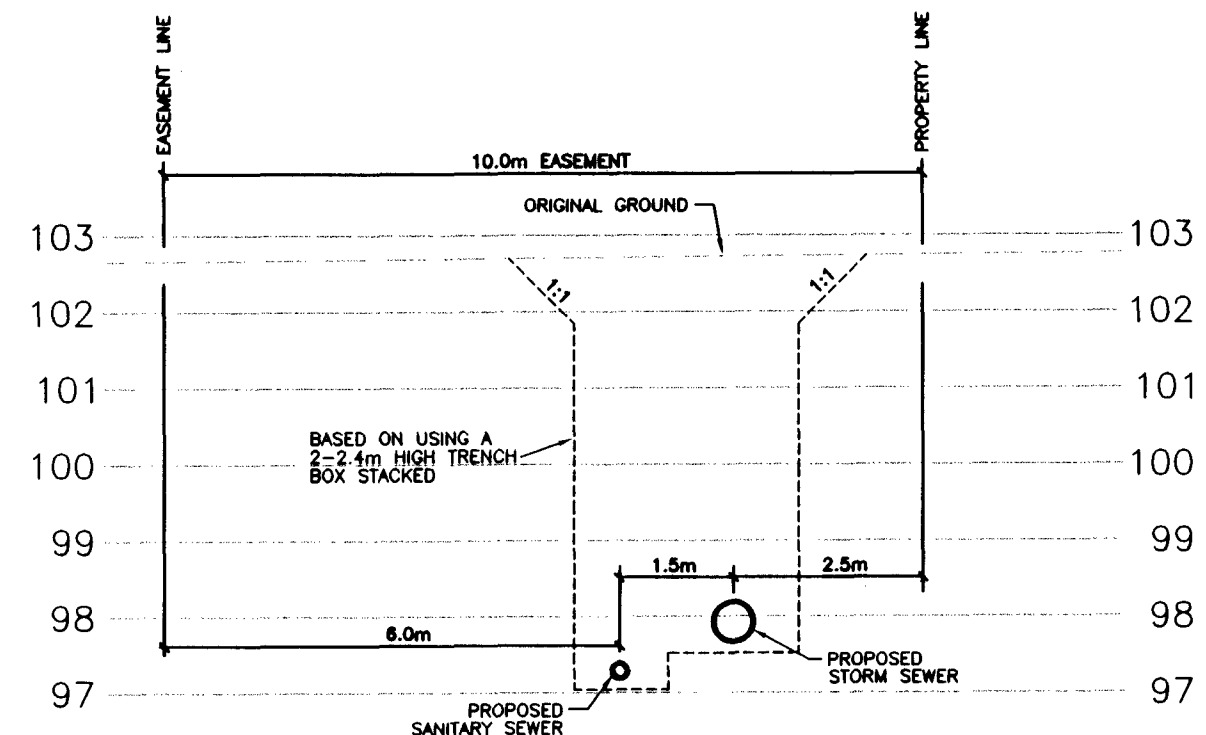 EASEMENT LINE
PROPERTY LINE
10.0m EASEMENT
ORIGINAL GROUND
103
103
1:1
1:1
102
102
101
101
BASED ON USING A
2-2.4m HIGH TRENCH
BOX STACKED
100
100
99
99
1.5m
2.5m
98
98
6.0m
PROPOSED
STORM SEWER
97
97
PROPOSED
SANITARY SEWER